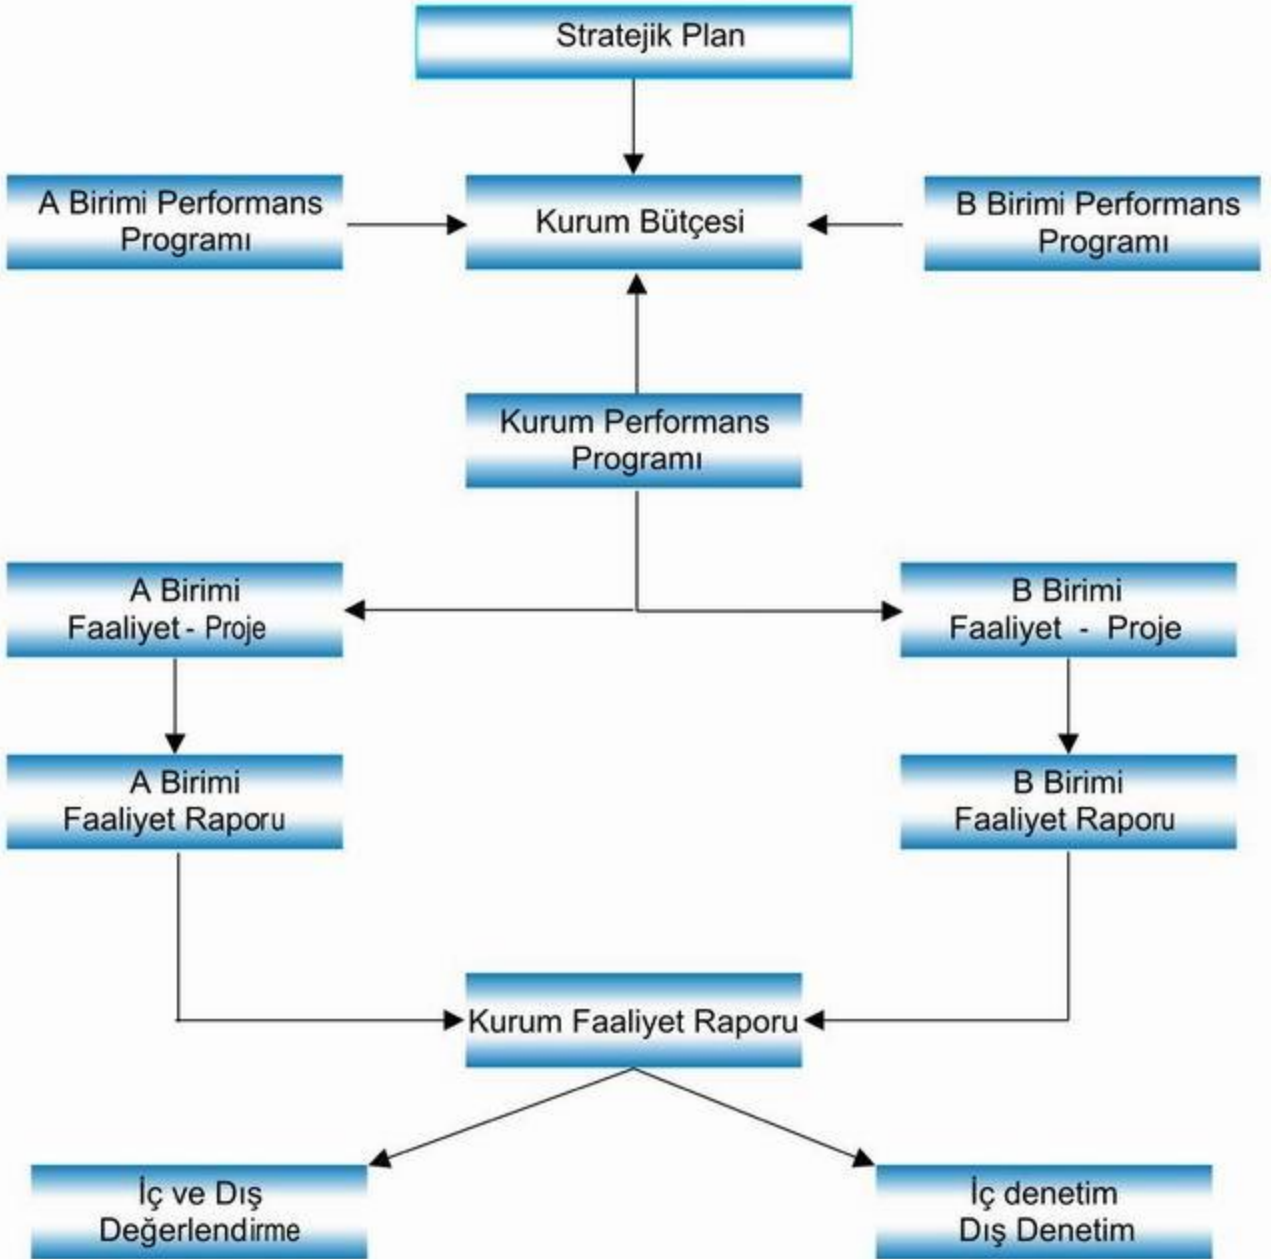 Stratejik Plan
A Birimi Performans
Programı
Kurum Bütçesi
B Birimi Performans
Programı
Kurum Performans
Programı
A Birimi
Faaliyet - Proje
B Birimi
Faaliyet - Proje
A Birimi
Faaliyet Raporu
B Birimi
Faaliyet Raporu
Kurum Faaliyet Raporu
İç ve Dış
Değerlendirme
İç denetim
Dış Denetim